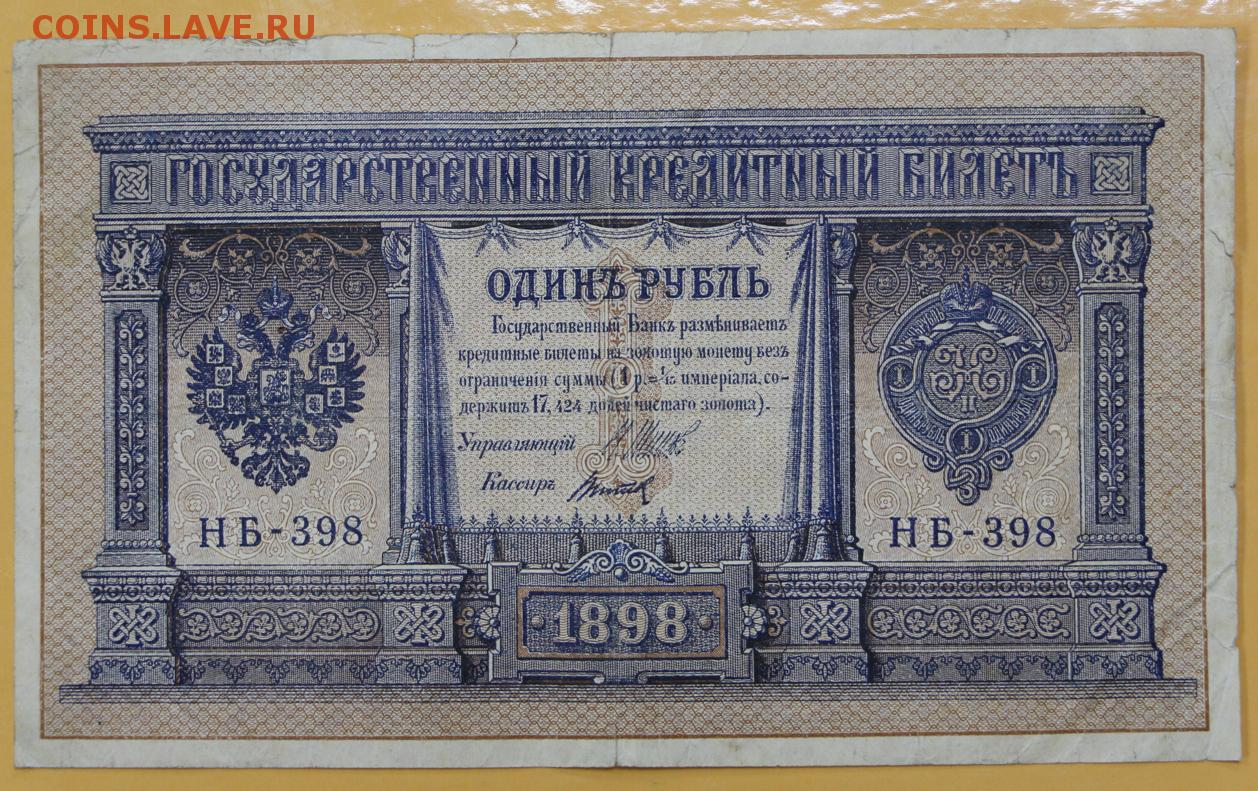 COINS.LAVE.RU
ГОСУДАРСТВЕННЫЙ КРЕДИТНЫЙ БИЛЕТЪ
ОДИНЪ РУБЛЬ
Государственный Банкъ размѣниваетъ
кредитные билеты на золотую монету безъ
ограниченія суммы (1 р.= 1/15 имперіала, со-
держитъ 17,424 долей чистаго золота).
Управляющій
Кассиръ
НБ-398
НБ-398
1898